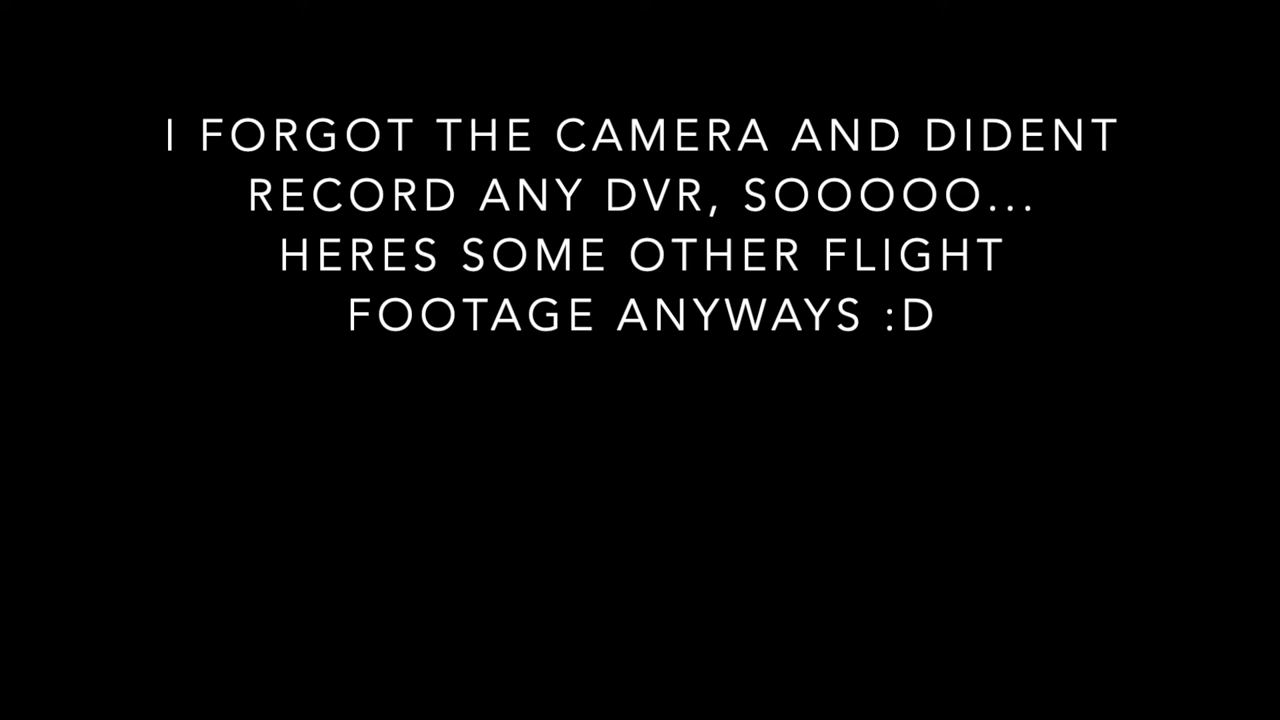 I FORGOT THE CAMERA AND DIDENT
RECORD ANY DVR, SOOOOO...
HERES SOME OTHER FLIGHT
FOOTAGE ANYWAYS :D